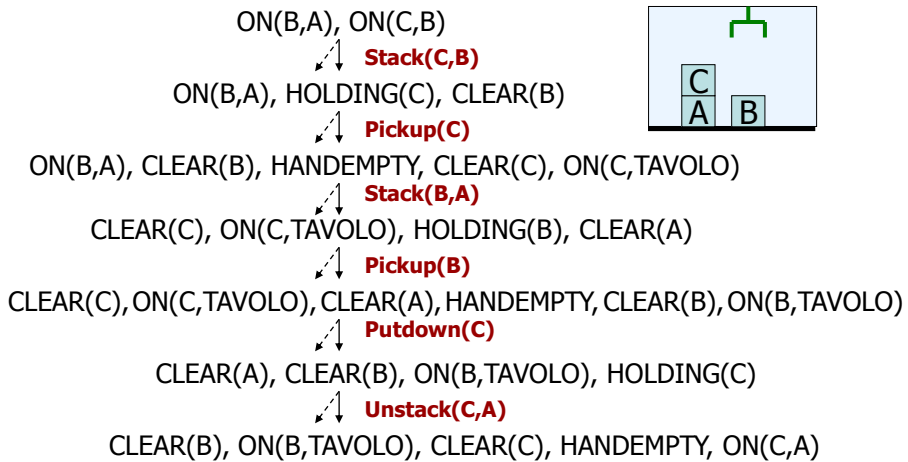 ON(B,A), ON(C,B)
Stack(C,B)
ON(B,A), HOLDING(C), CLEAR(B)
Pickup(C)
ON(B,A), CLEAR(B), HANDEMPTY, CLEAR(C), ON(C,TAVOLO)
Stack(B,A)
CLEAR(C), ON(C,TAVOLO), HOLDING(B), CLEAR(A)
Pickup(B)
CLEAR(C),ON(C,TAVOLO),CLEAR(A),HANDEMPTY,CLEAR(B),ON(B,TAVOLO)
Putdown(C)
CLEAR(A), CLEAR(B), ON(B,TAVOLO), HOLDING(C)
Unstack(C,A)
CLEAR(B), ON(B,TAVOLO), CLEAR(C), HANDEMPTY, ON(C,A)
C
A B